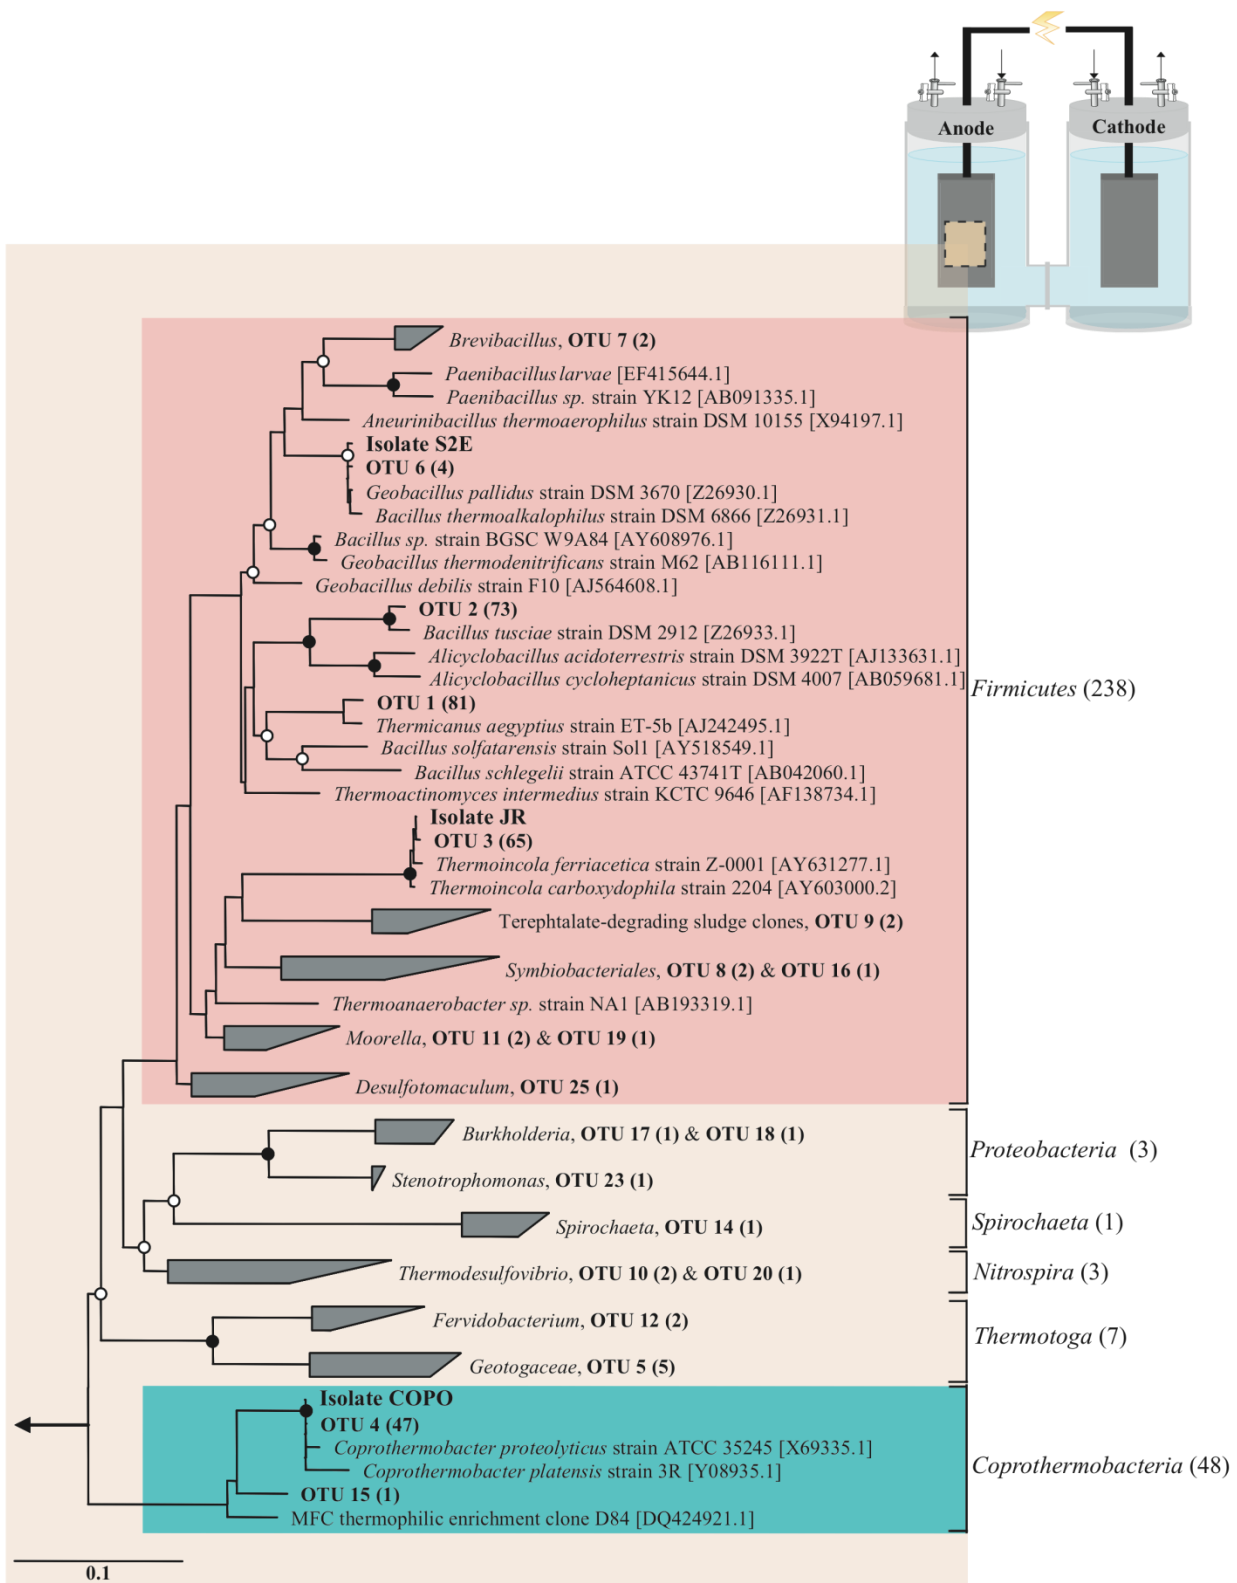 Anode
Cathode
Brevibacillus, OTU 7 (2)
Paenibacillus larvae [EF415644.1]
Paenibacillus sp. strain YK12 [AB091335.1]
Aneurinibacillus thermoaerophilus strain DSM 10155 [X94197.1]
Isolate S2E
OTU 6 (4)
Geobacillus pallidus strain DSM 3670 [Z26930.1]
Bacillus thermoalkalophilus strain DSM 6866 [Z26931.1]
Bacillus sp. strain BGSC W9A84 [AY608976.1]
Geobacillus thermodenitrificans strain M62 [AB116111.1]
Geobacillus debilis strain F10 [AJ564608.1]
OTU 2 (73)
Bacillus tusciae strain DSM 2912 [Z26933.1]
Alicyclobacillus acidoterrestris strain DSM 3922T [AJ133631.1]
Alicyclobacillus cycloheptanicus strain DSM 4007 [AB059681.1]
Firmicutes (238)
OTU 1 (81)
Thermicanus aegyptius strain ET-5b [AJ242495.1]
Bacillus solfatarensis strain Sol1 [AY518549.1]
Bacillus schlegelii strain ATCC 43741T [AB042060.1]
Thermoactinomyces intermedius strain KCTC 9646 [AF138734.1]
Isolate JR
OTU 3 (65)
Thermoincola ferriacetica strain Z-0001 [AY631277.1]
Thermoincola carboxydophila strain 2204 [AY603000.2]
Terephtalate-degrading sludge clones, OTU 9 (2)
Symbiobacteriales, OTU 8 (2) & OTU 16 (1)
Thermoanaerobacter sp. strain NA1 [AB193319.1]
Moorella, OTU 11 (2) & OTU 19 (1)
Desulfotomaculum, OTU 25 (1)
Burkholderia, OTU 17 (1) & OTU 18 (1)
Proteobacteria (3)
Stenotrophomonas, OTU 23 (1)
Spirochaeta, OTU 14 (1)
Spirochaeta (1)
Thermodesulfovibrio, OTU 10 (2) & OTU 20 (1)
Nitrospira (3)
Fervidobacterium, OTU 12 (2)
Thermotoga (7)
Geotogaceae, OTU 5 (5)
Isolate COPO
OTU 4 (47)
Coprothermobacter proteolyticus strain ATCC 35245 [X69335.1]
Coprothermobacteria (48)
Coprothermobacter platensis strain 3R [Y08935.1]
OTU 15 (1)
MFC thermophilic enrichment clone D84 [DQ424921.1]
0.1